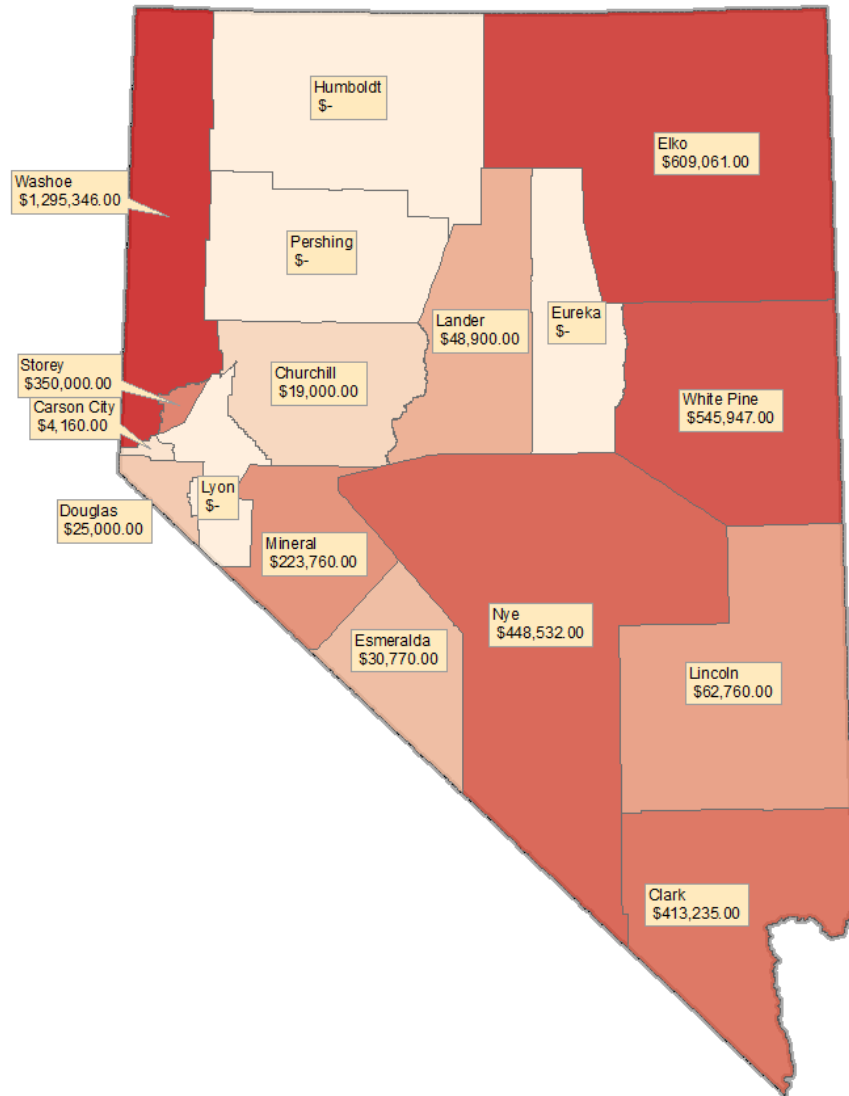 Humboldt
$-
Elko
$609,061.00
Washoe
$1,295,346.00
Pershing
$-
Lander
$48,900.00
Eureka
$-
Storey
$350,000.00
Churchill
$19,000.00
Carson City
$4,160.00
White Pine
$545,947.00
Lyon
$-
Douglas
$25,000.00
Mineral
$223,760.00
Nye
$448,532.00
Esmeralda
$30,770.00
Lincoln
$62,760.00
Clark
$413,235.00